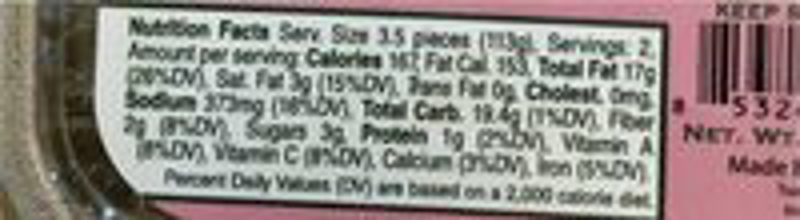 KEEP
Nutrition Facts Serv. Size 3.5 pieces (113g), Servings: 2,
Amount per serving: Calories 167, Fat Cal. 153, Total Fat 17g
(26%DV), Sat. Fat 3g (15%DV), Trans Fat 0g, Cholest. 0mg,
Sodium 373mg (16%DV), Total Carb. 19.4g (1%DV), Fiber
2g (8%DV), Sugars 3g, Protein 1g (2%DV), Vitamin A
(8%DV), Vitamin C (8%DV), Calcium (3%DV), Iron (5%DV).
Percent Daily Values (DV) are based on a 2,000 calorie diet.
532
NET. WT.
Made